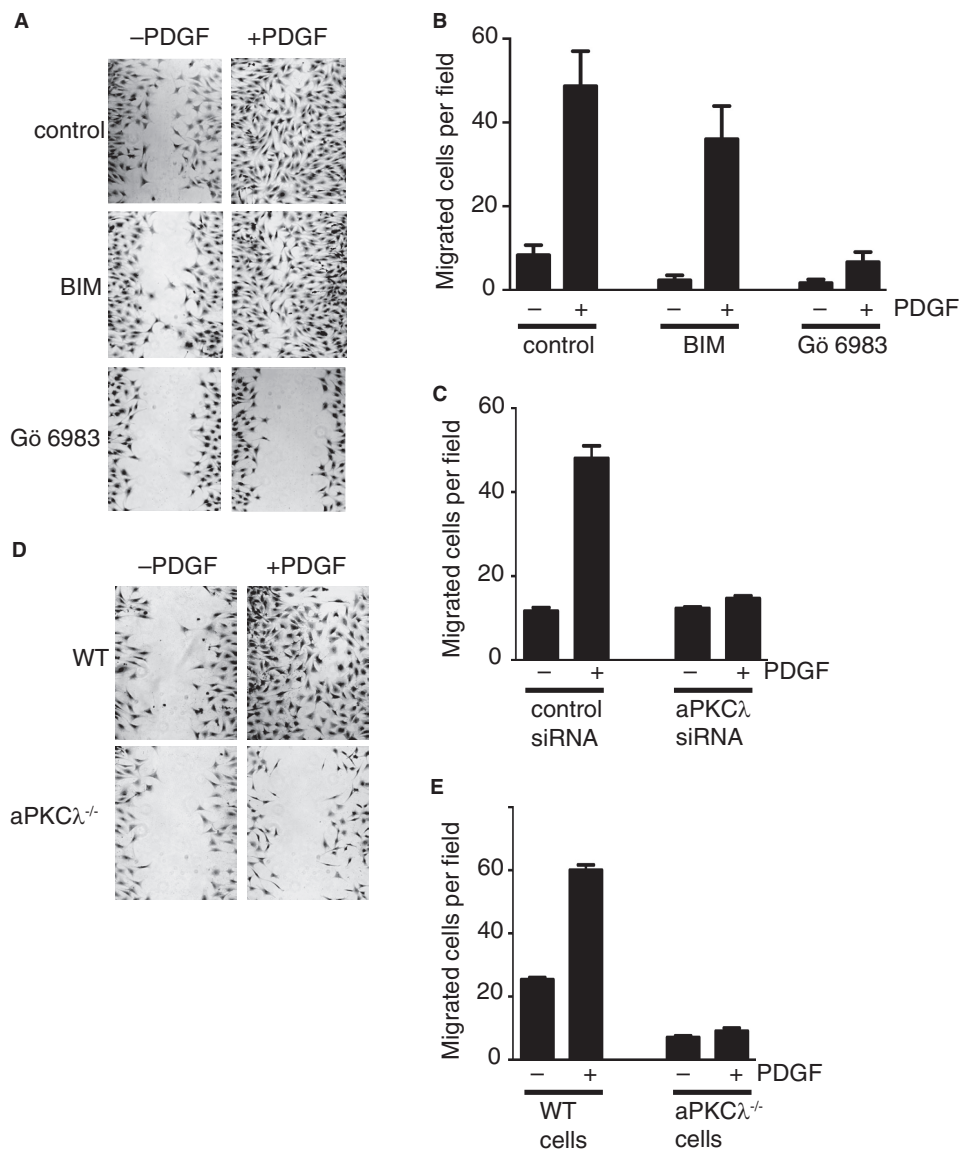 A
–PDGF +PDGF
control
BIM
Gö 6983
B
Migrated cells per field
60
40
20
0
– + – + – + PDGF
control BIM Gö 6983
C
Migrated cells per field
60
40
20
0
– + – + PDGF
control siRNA
aPKCλ siRNA
D
–PDGF +PDGF
WT
aPKCλ-/-
E
Migrated cells per field
60
40
20
0
– + – + PDGF
WT cells
aPKCλ-/- cells